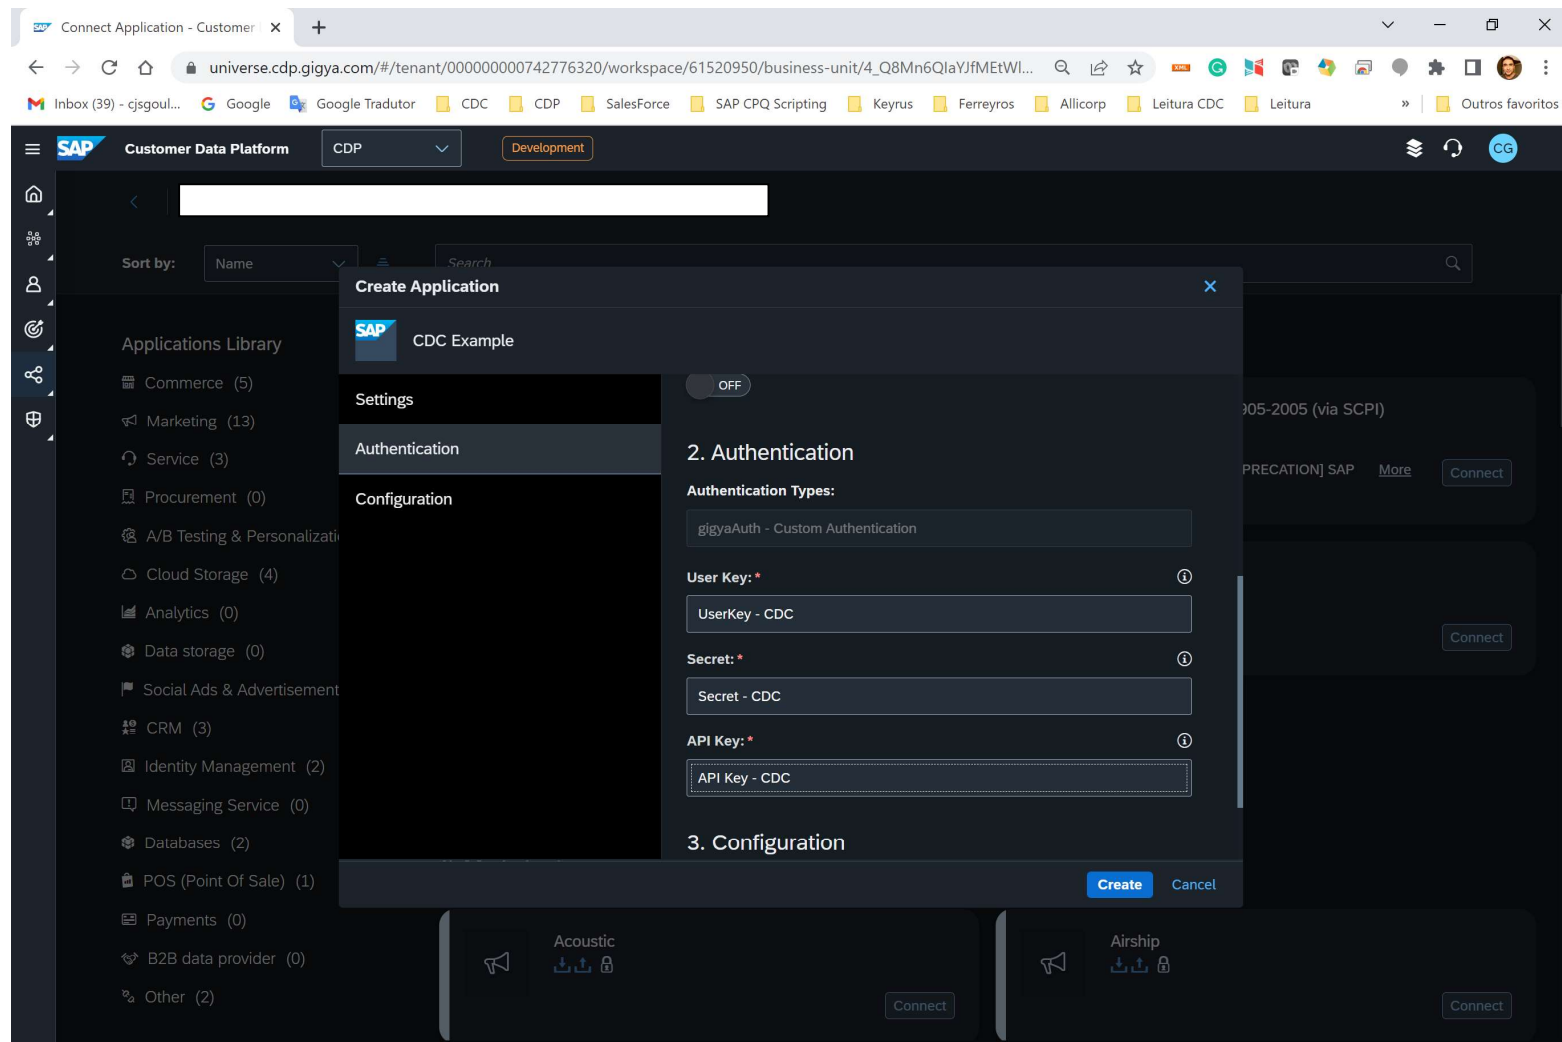 SAP Connect Application - Customer
universe.cdp.gigya.com/#/tenant/000000000742776320/workspace/61520950/business-unit/4_Q8Mn6QlaYJfMEtWl...
XML
Inbox (39) - cjsgoul...
Google
Google Tradutor
CDC
CDP
SalesForce
SAP CPQ Scripting
Keyrus
Ferreyros
Allicorp
Leitura CDC
Leitura
»
Outros favoritos
SAP Customer Data Platform
CDP
Development
CG
Sort by:
Name
Search
Create Application
SAP
CDC Example
Applications Library
Commerce (5)
Marketing (13)
Service (3)
Procurement (0)
A/B Testing & Personalizati
Cloud Storage (4)
Analytics (0)
Data storage (0)
Social Ads & Advertisement
CRM (3)
Identity Management (2)
Messaging Service (0)
Databases (2)
POS (Point Of Sale) (1)
Payments (0)
B2B data provider (0)
Other (2)
Settings
Authentication
Configuration
OFF
2. Authentication
Authentication Types:
gigyaAuth - Custom Authentication
User Key: *
UserKey - CDC
Secret: *
Secret - CDC
API Key: *
API Key - CDC
3. Configuration
Create
Cancel
905-2005 (via SCPI)
PRECATION] SAP
More
Connect
Connect
Acoustic
Connect
Airship
Connect